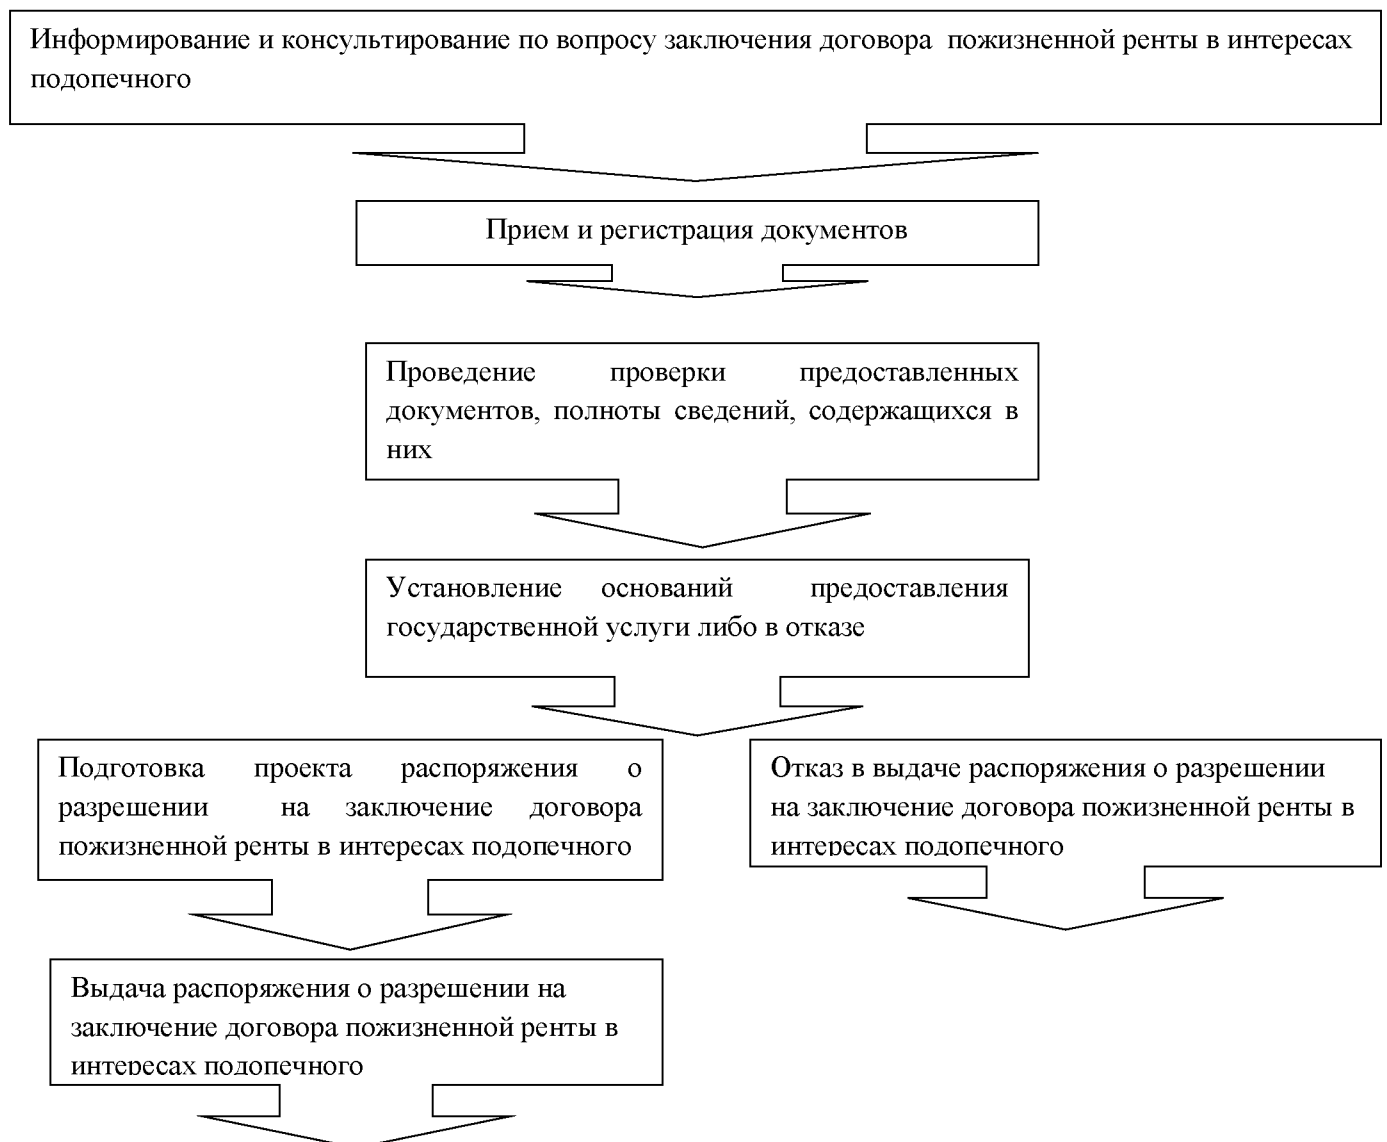 Информирование и консультирование по вопросу заключения договора пожизненной ренты в интересах
подопечного
Прием и регистрация документов
Проведение проверки предоставленных
документов, полноты сведений, содержащихся в
них
Установление оснований предоставления
государственной услуги либо в отказе
Подготовка проекта распоряжения о
разрешении на заключение договора
пожизненной ренты в интересах подопечного
Отказ в выдаче распоряжения о разрешении
на заключение договора пожизненной ренты в
интересах подопечного
Выдача распоряжения о разрешении на
заключение договора пожизненной ренты в
интересах подопечного